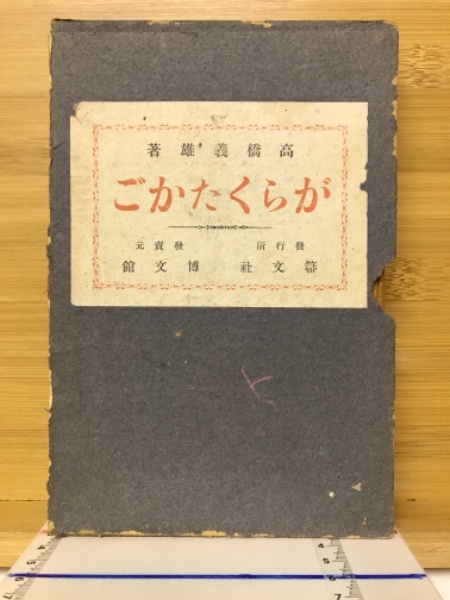 高橋義雄著
がらくたかご
發行所 發賣元
箒文社 博文館